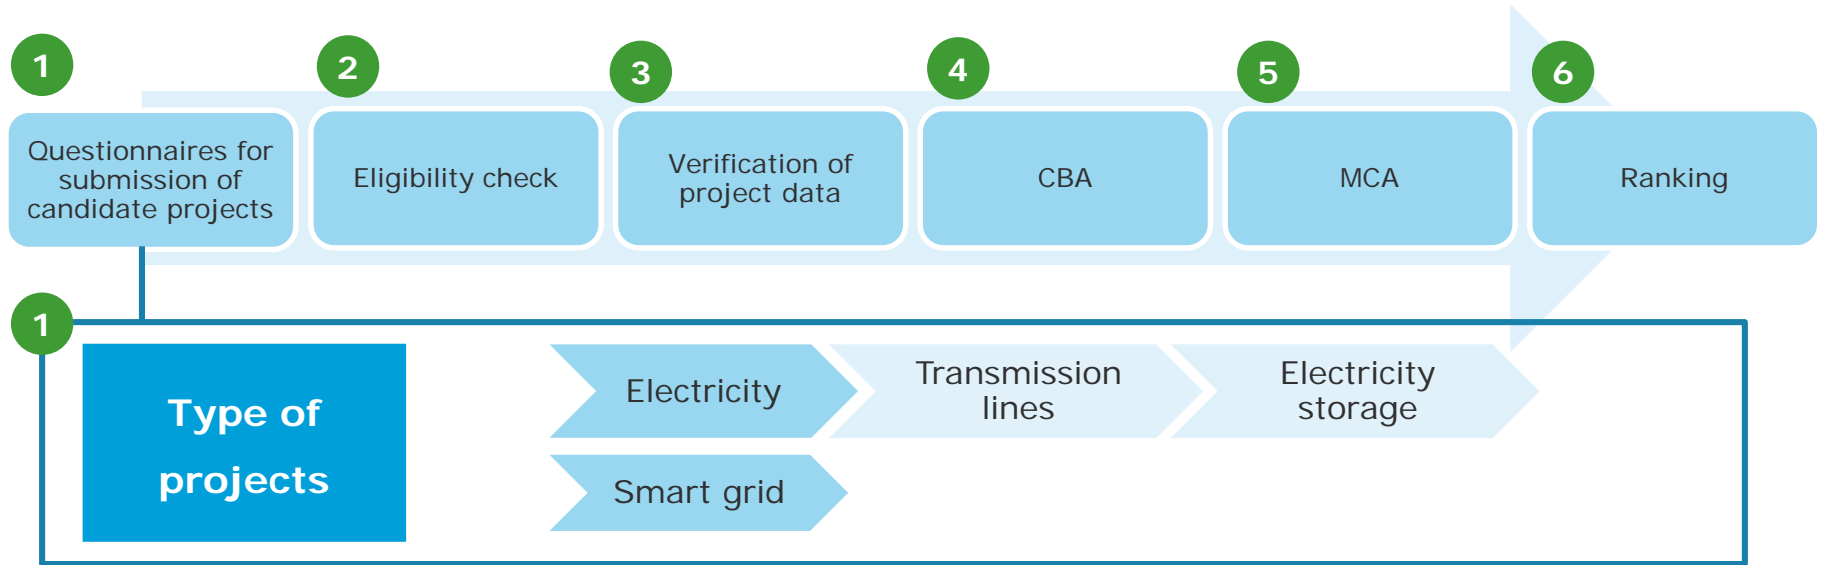 1
Questionnaires for
submission of
candidate projects
2
Eligibility check
3
Verification of
project data
4
CBA
5
MCA
6
Ranking
1
Type of
projects
Electricity
Transmission
lines
Electricity
storage
Smart grid